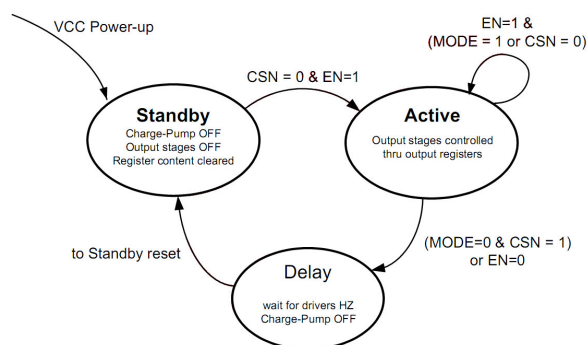 VCC Power-up
EN=1 &
(MODE = 1 or CSN = 0)
CSN = 0 & EN=1
Standby
Charge-Pump OFF
Output stages OFF
Register content cleared
Active
Output stages controlled
thru output registers
to Standby reset
(MODE=0 & CSN = 1)
or EN=0
Delay
wait for drivers HZ
Charge-Pump OFF